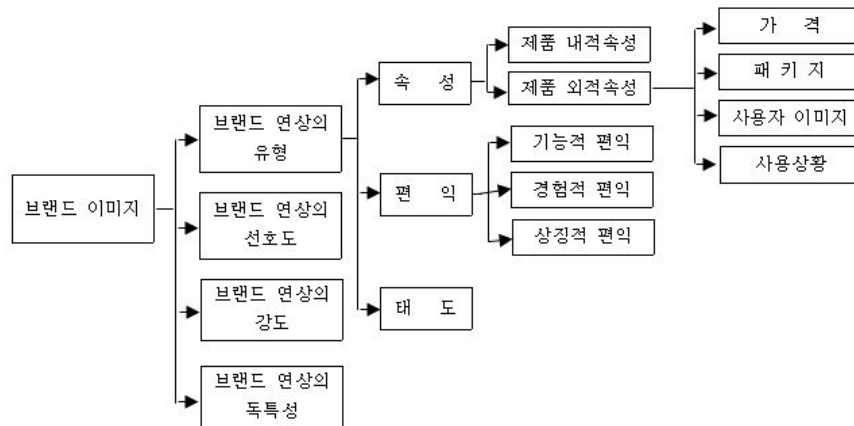 브랜드 이미지
브랜드 연상의
유형
브랜드 연상의
선호도
브랜드 연상의
강도
브랜드 연상의
독특성
속 성
편 익
태 도
제품 내적속성
제품 외적속성
기능적 편익
경험적 편익
상징적 편익
가 격
패 키 지
사용자 이미지
사용상황